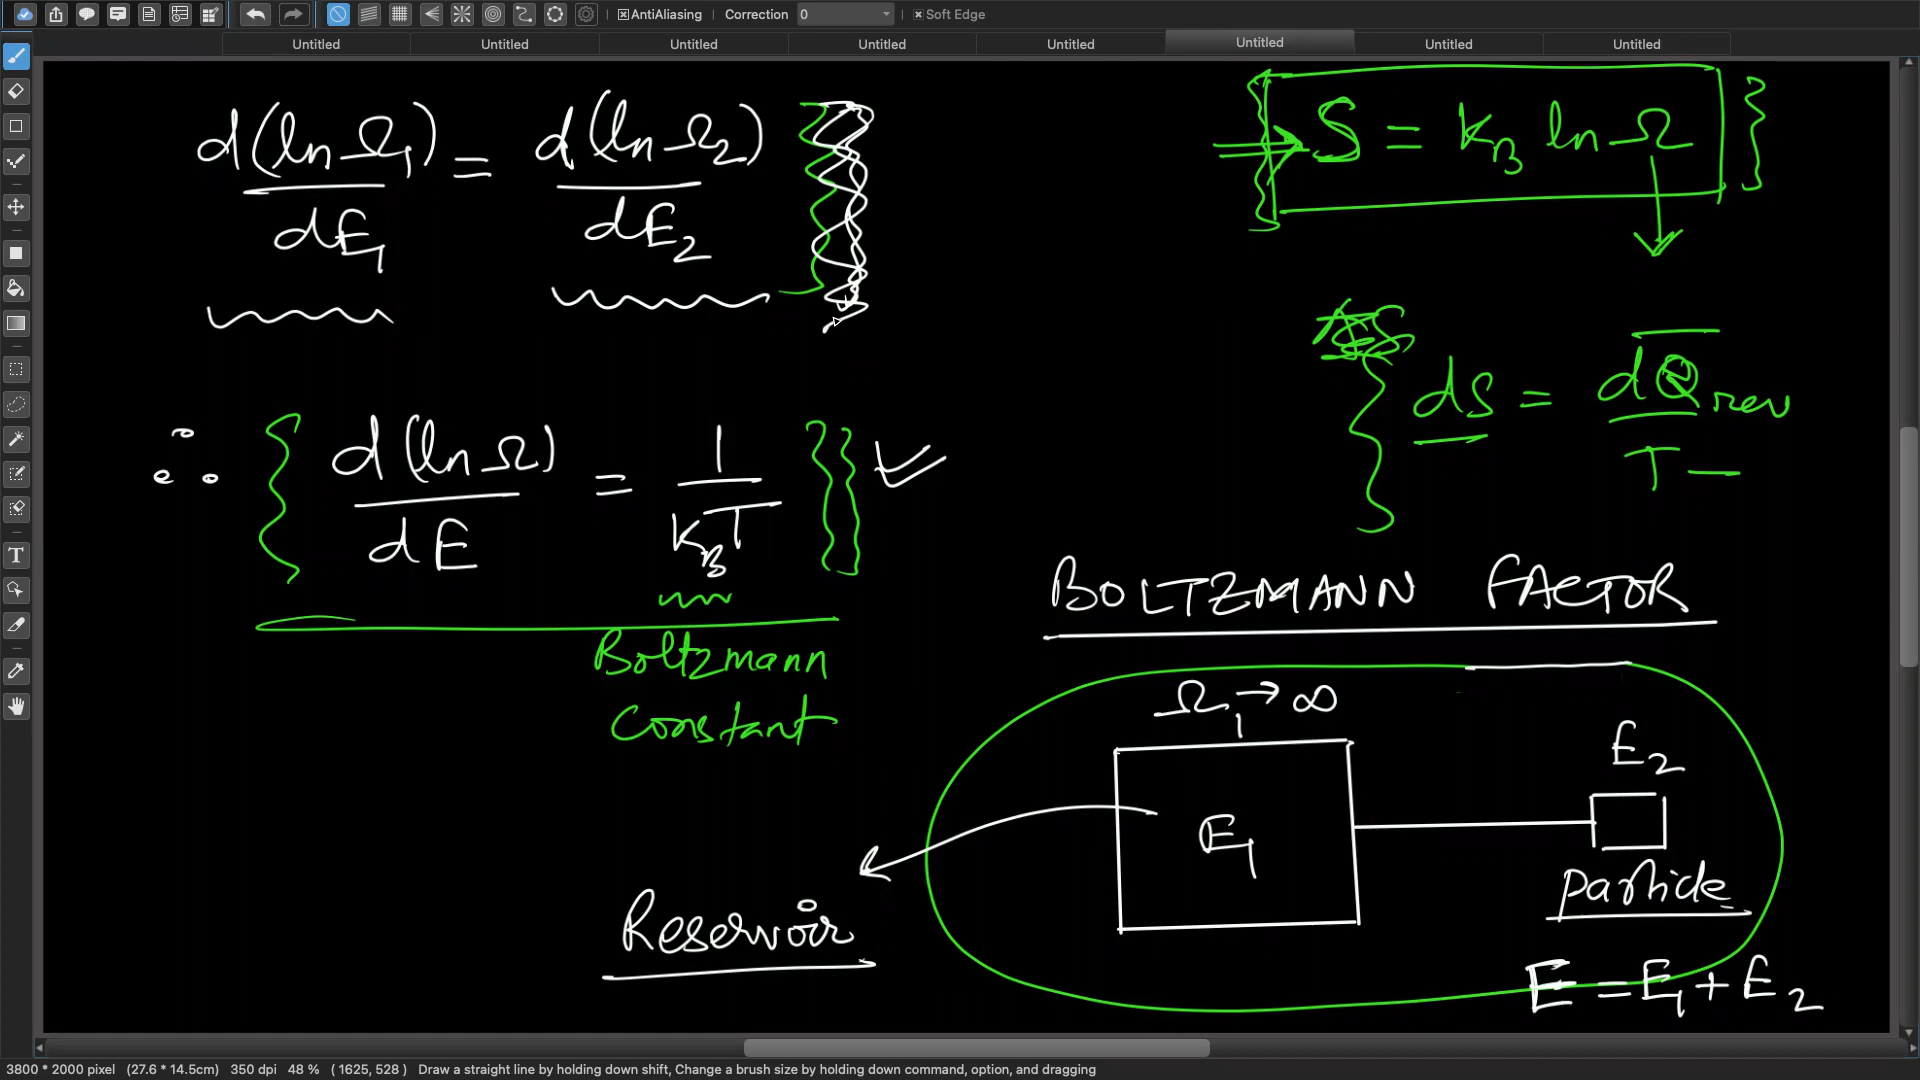 AntiAliasing Correction 0 Soft Edge
Untitled Untitled Untitled Untitled Untitled Untitled Untitled Untitled
d(ln Ω₁)/dE₁ = d(ln Ω₂)/dE₂
S = k_B ln Ω
dS = dQ_rev/T
∴ { d(ln Ω)/dE = 1/k_B T }}
Boltzmann
Constant
BOLTZMANN FACTOR
Ω₁ → ∞
E₂
E₁
particle
Reservoir
E = E₁ + E₂
3800 * 2000 pixel (27.6 * 14.5cm) 350 dpi 48 % ( 1625, 528 ) Draw a straight line by holding down shift, Change a brush size by holding down command, option, and dragging